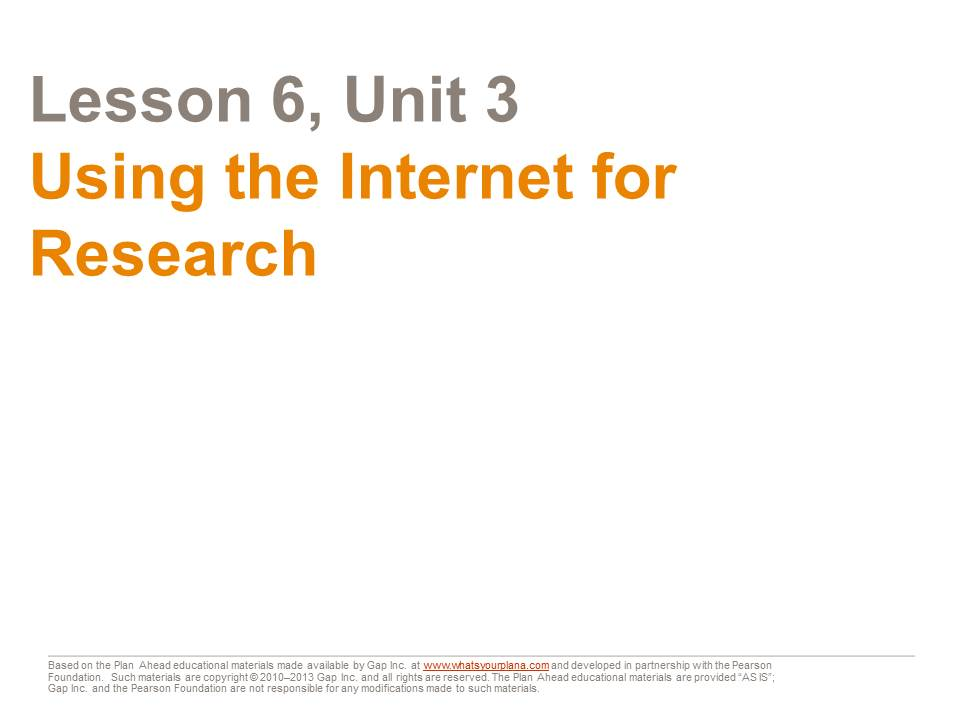 Lesson 6, Unit 3
Using the Internet for
Research
Based on the Plan Ahead educational materials made available by Gap Inc. at www.whatsyourplana.com and developed in partnership with the Pearson
Foundation. Such materials are copyright © 2010–2013 Gap Inc. and all rights are reserved. The Plan Ahead educational materials are provided “AS IS”;
Gap Inc. and the Pearson Foundation are not responsible for any modifications made to such materials.